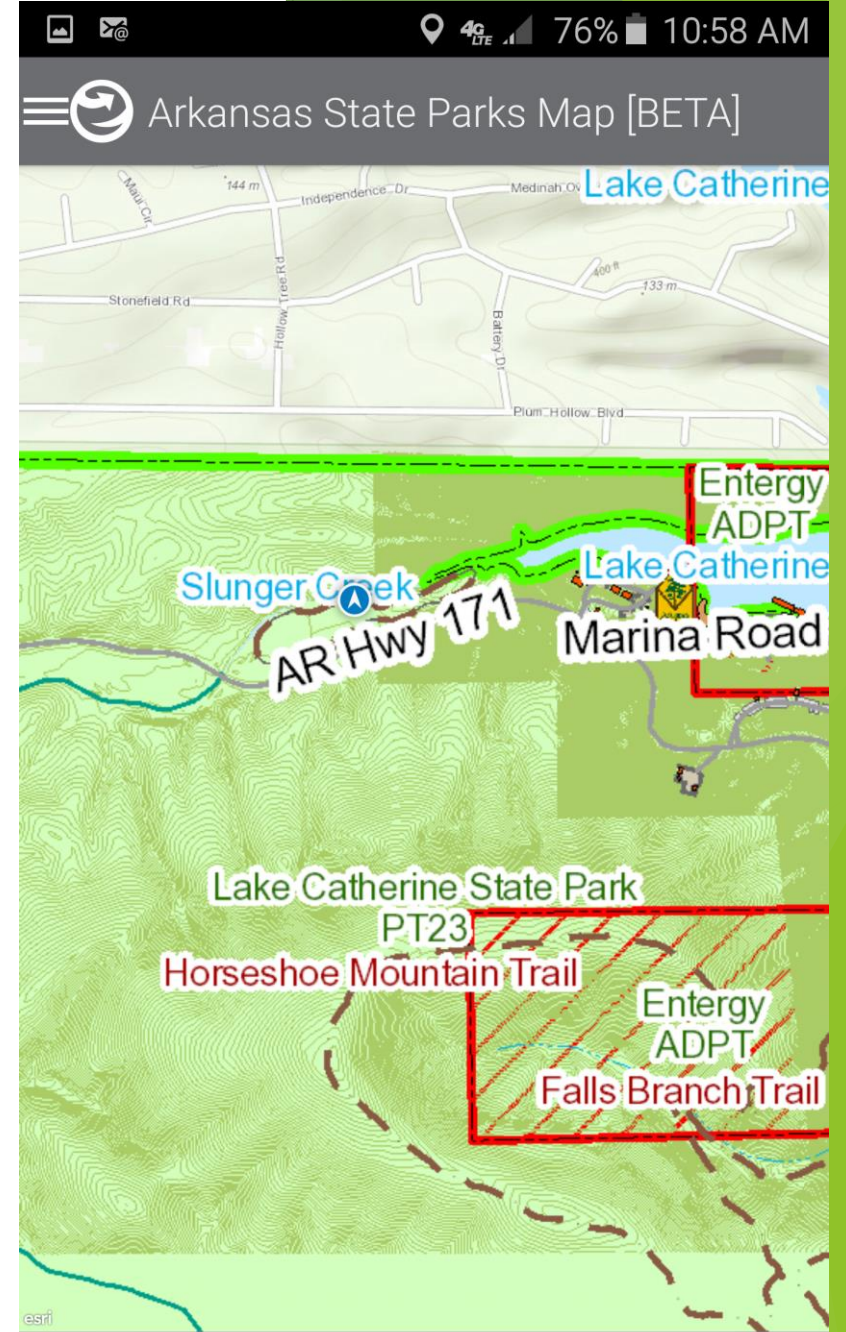 4G LTE 76% 10:58 AM
Arkansas State Parks Map [BETA]
Lake Catherine
Maui Cir
144 m
Independence Dr
Medinah Ov
Hollow Tree Rd
400 ft
133 m
Stonefield Rd
Battery Dr
Plum Hollow Blvd
Entergy
ADPT
Lake Catherine
Slunger Creek
AR Hwy 171
Marina Road
Lake Catherine State Park
PT23
Horseshoe Mountain Trail
Entergy
ADPT
Falls Branch Trail
esri